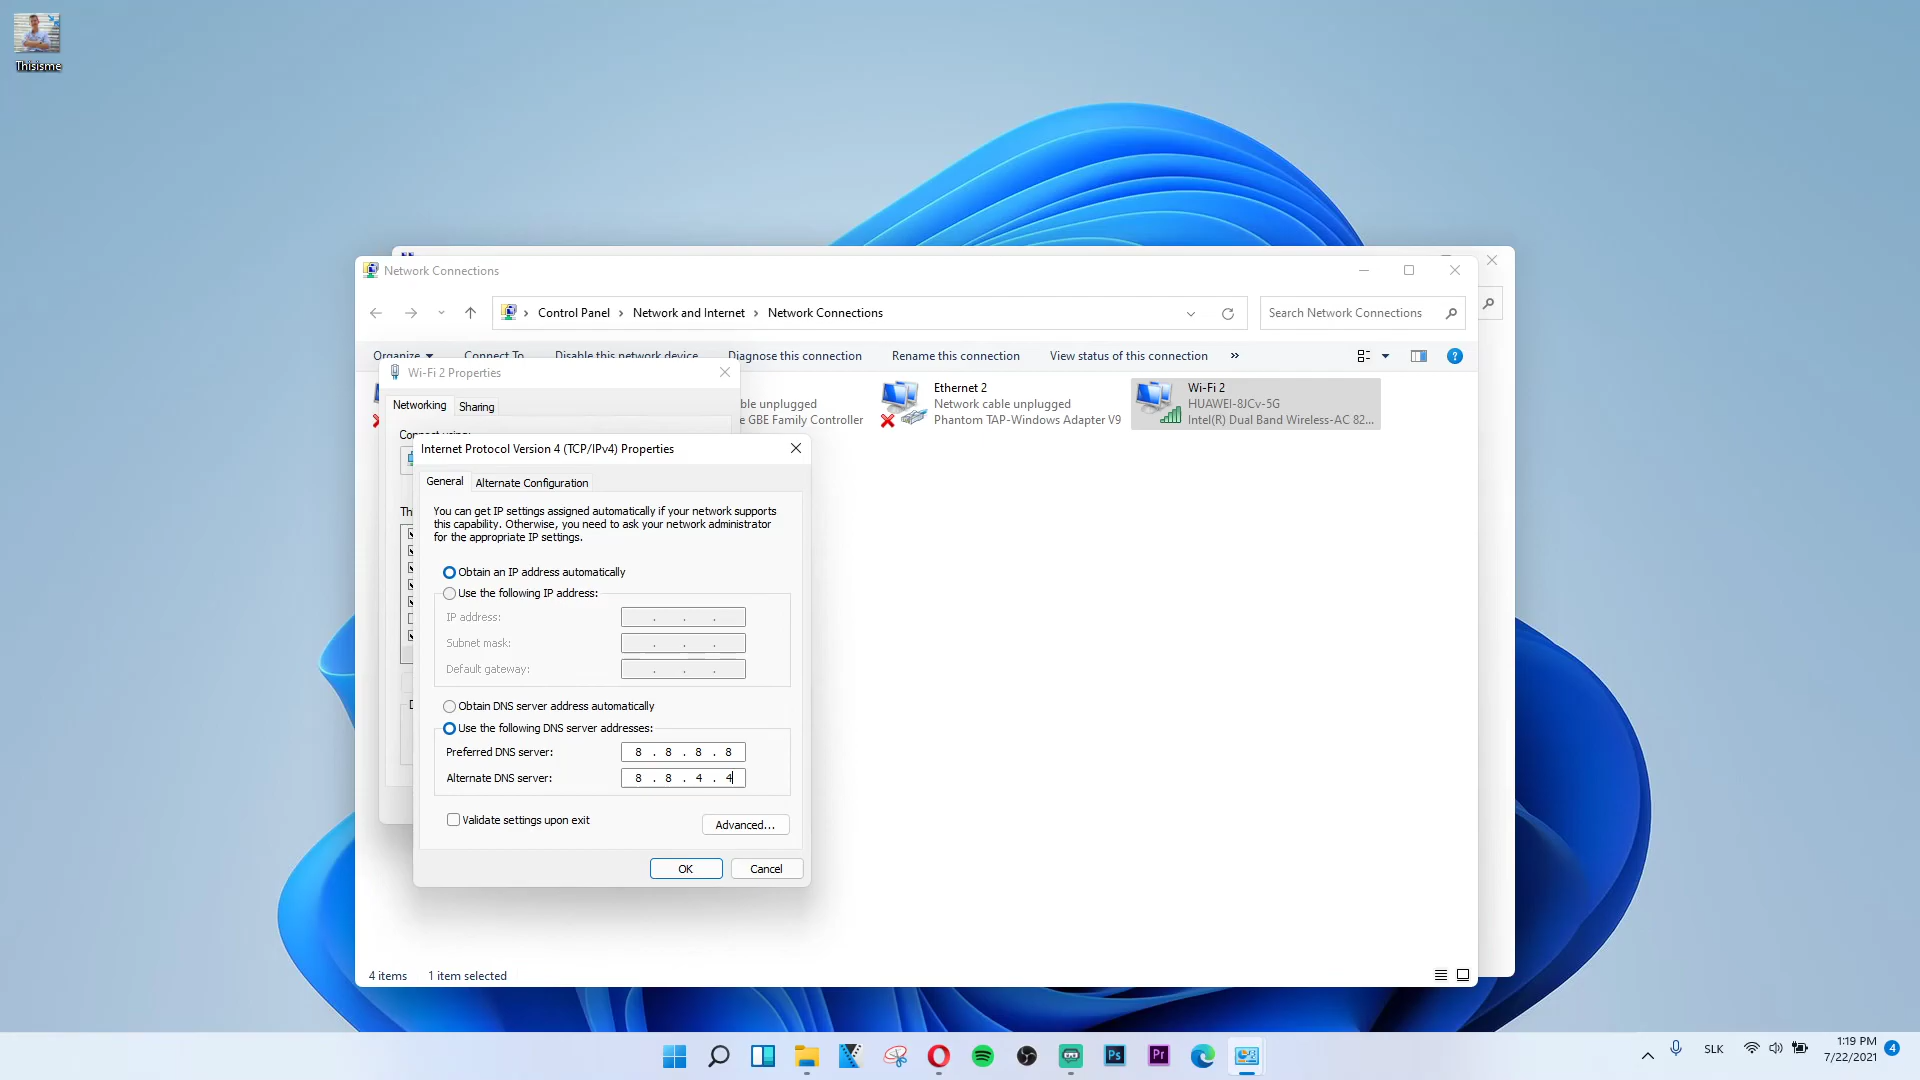 Thisisme
Network Connections
Control Panel
Network and Internet
Network Connections
Search Network Connections
Organize
Connect To
Disable this network device
Diagnose this connection
Rename this connection
View status of this connection
»
Wi-Fi 2 Properties
ble unplugged
e GBE Family Controller
Ethernet 2
Network cable unplugged
Phantom TAP-Windows Adapter V9
Wi-Fi 2
HUAWEI-8JCv-5G
Intel(R) Dual Band Wireless-AC 82...
Networking
Sharing
Connect using:
Th
Internet Protocol Version 4 (TCP/IPv4) Properties
General
Alternate Configuration
You can get IP settings assigned automatically if your network supports
this capability. Otherwise, you need to ask your network administrator
for the appropriate IP settings.
Obtain an IP address automatically
Use the following IP address:
IP address:
. . .
Subnet mask:
. . .
Default gateway:
. . .
Obtain DNS server address automatically
Use the following DNS server addresses:
Preferred DNS server:
8 . 8 . 8 . 8
Alternate DNS server:
8 . 8 . 4 . 4
Validate settings upon exit
Advanced...
OK
Cancel
4 items
1 item selected
Ps
Pr
SLK
1:19 PM
7/22/2021
4